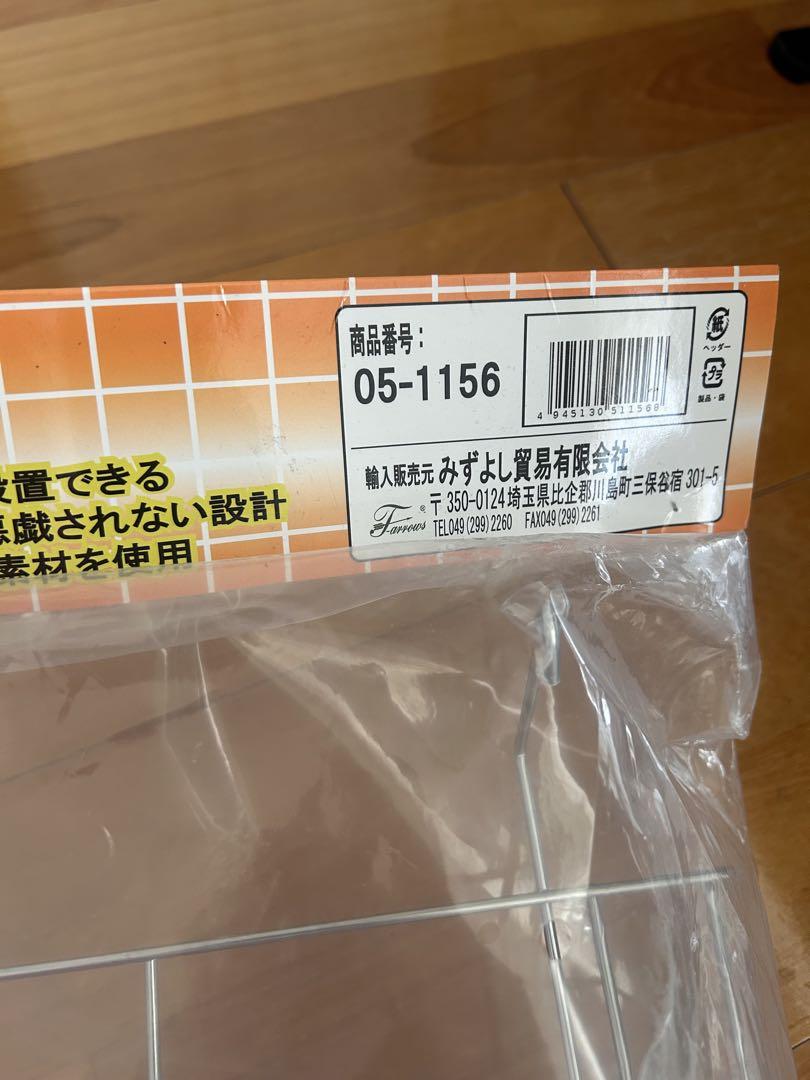 置できる
悪戯されない設計
素材を使用
商品番号：
05-1156
4 945130 511560
紙
ヘッダー
プラ
製品・袋
輸入販売元 みずよし貿易有限会社
〒350-0124 埼玉県比企郡川島町三保谷宿 301-5
Farrows®
TEL049(299)2260 FAX049(299)2261